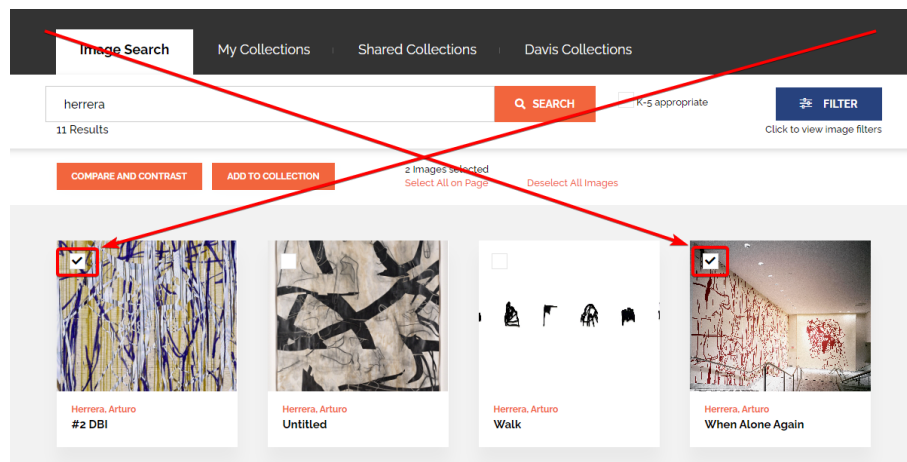 Image Search My Collections Shared Collections Davis Collections
herrera SEARCH K-5 appropriate FILTER
11 Results Click to view image filters
COMPARE AND CONTRAST ADD TO COLLECTION 2 Images selected
Select All on Page Deselect All Images
Herrera, Arturo Herrera, Arturo Herrera, Arturo Herrera, Arturo
#2 DBI Untitled Walk When Alone Again